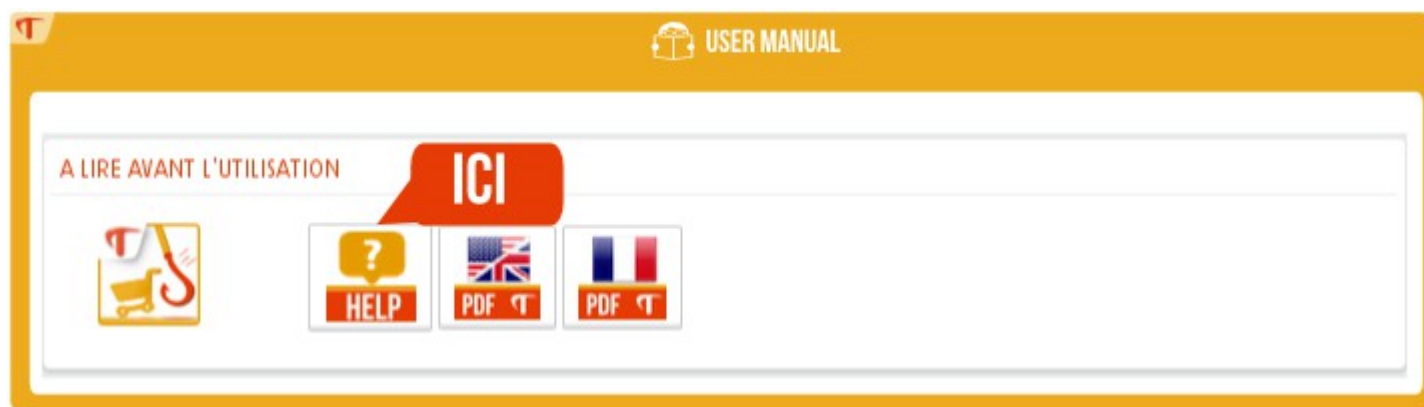 USER MANUAL
A LIRE AVANT L'UTILISATION
ICI
?
HELP
PDF
PDF